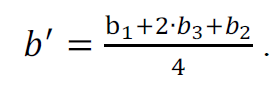 b′ = (b₁+2·b₃+b₂)/4 .